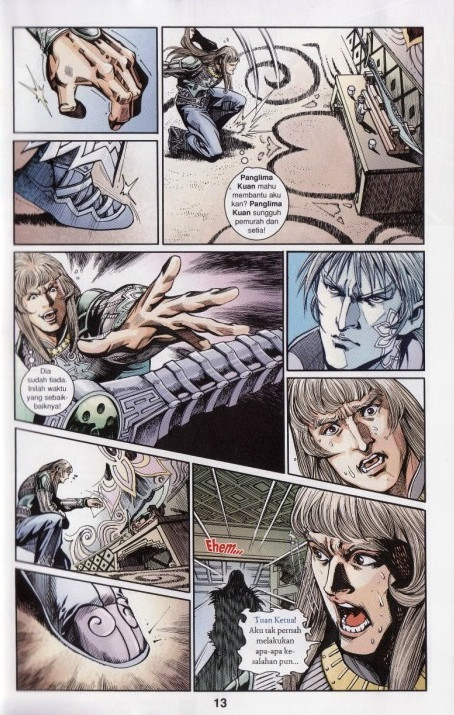 Panglima
Kuan mahu
membantu aku
kan? Panglima
Kuan sungguh
pemurah dan
setia!
Dia
sudah tiada.
Inilah waktu
yang sebaik-
baiknya!
Ehem...
Tuan Ketua!
Aku tak pernah
melakukan
apa-apa ke-
salahan pun...
13